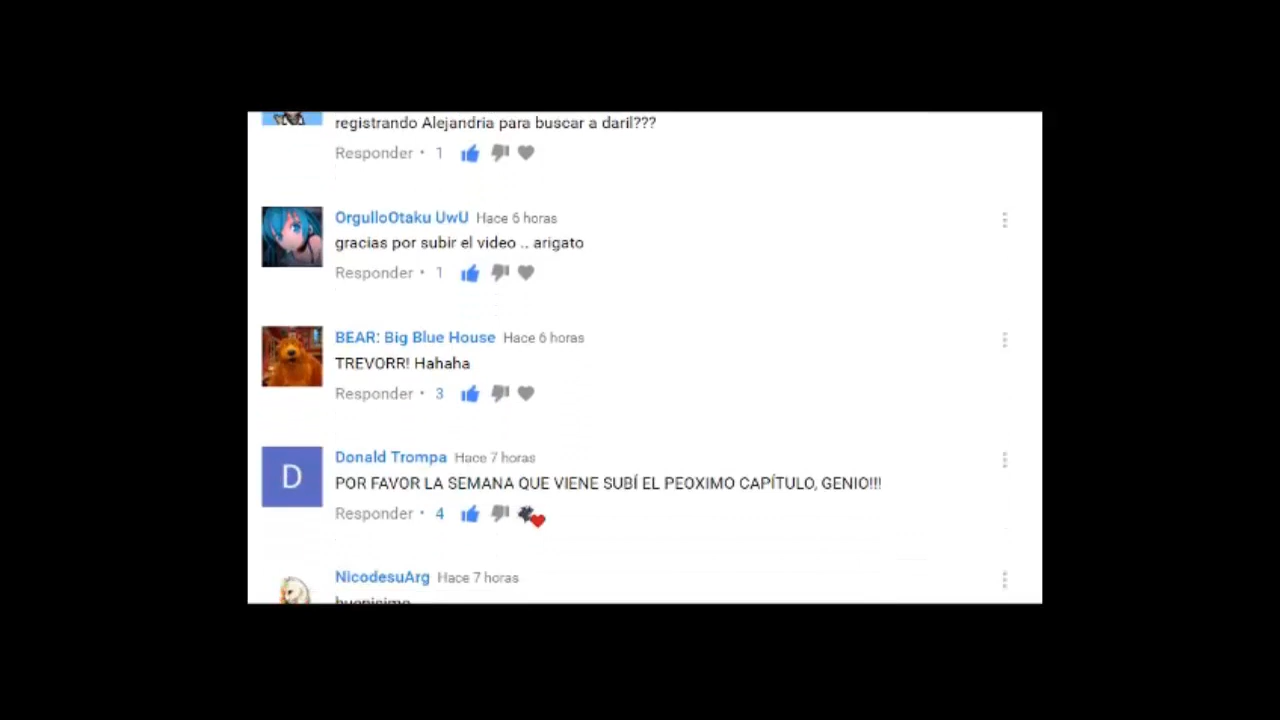 registrando Alejandria para buscar a daril???
Responder • 1
OrgulloOtaku UwU Hace 6 horas
gracias por subir el video .. arigato
Responder • 1
BEAR: Big Blue House Hace 6 horas
TREVORR! Hahaha
Responder • 3
D
Donald Trompa Hace 7 horas
POR FAVOR LA SEMANA QUE VIENE SUBÍ EL PEOXIMO CAPÍTULO, GENIO!!!
Responder • 4
NicodesuArg Hace 7 horas
buenisimo